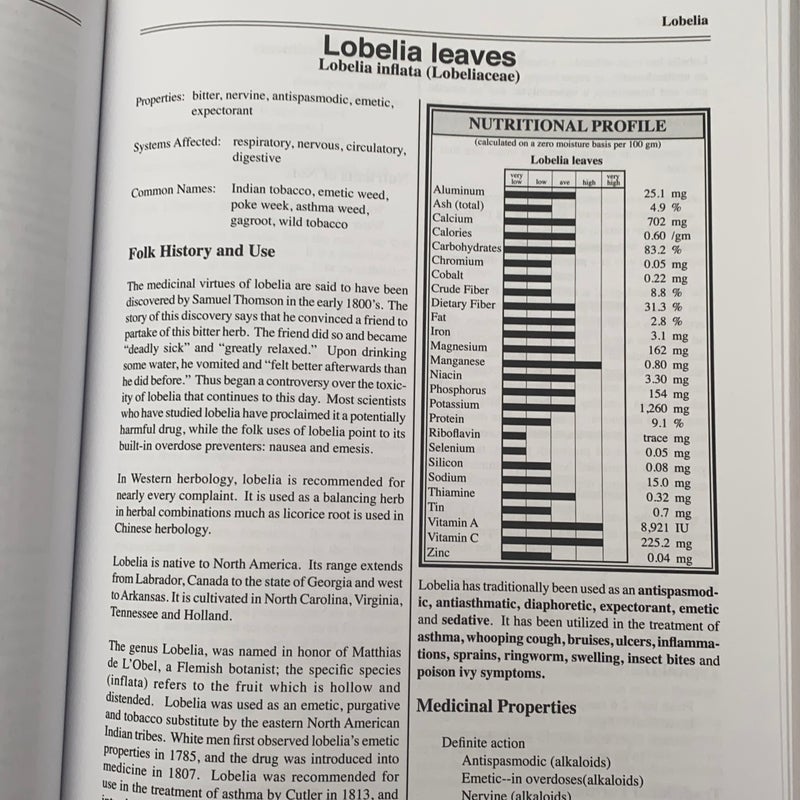 Lobelia
Lobelia leaves
Lobelia inflata (Lobeliaceae)
Properties: bitter, nervine, antispasmodic, emetic,
expectorant
Systems Affected: respiratory, nervous, circulatory,
digestive
Common Names: Indian tobacco, emetic weed,
poke week, asthma weed,
gagroot, wild tobacco
Folk History and Use
The medicinal virtues of lobelia are said to have been
discovered by Samuel Thomson in the early 1800's. The
story of this discovery says that he convinced a friend to
partake of this bitter herb. The friend did so and became
"deadly sick" and "greatly relaxed." Upon drinking
some water, he vomited and "felt better afterwards than
he did before." Thus began a controversy over the toxic-
ity of lobelia that continues to this day. Most scientists
who have studied lobelia have proclaimed it a potentially
harmful drug, while the folk uses of lobelia point to its
built-in overdose preventers: nausea and emesis.
In Western herbology, lobelia is recommended for
nearly every complaint. It is used as a balancing herb
in herbal combinations much as licorice root is used in
Chinese herbology.
Lobelia is native to North America. Its range extends
from Labrador, Canada to the state of Georgia and west
to Arkansas. It is cultivated in North Carolina, Virginia,
Tennessee and Holland.
The genus Lobelia, was named in honor of Matthias
de L'Obel, a Flemish botanist; the specific species
(inflata) refers to the fruit which is hollow and
distended. Lobelia was used as an emetic, purgative
and tobacco substitute by the eastern North American
Indian tribes. White men first observed lobelia's emetic
properties in 1785, and the drug was introduced into
medicine in 1807. Lobelia was recommended for
use in the treatment of asthma by Cutler in 1813, and
NUTRITIONAL PROFILE
(calculated on a zero moisture basis per 100 gm)
Lobelia leaves
very low low ave high very high
Aluminum 25.1 mg
Ash (total) 4.9 %
Calcium 702 mg
Calories 0.60 /gm
Carbohydrates 83.2 %
Chromium 0.05 mg
Cobalt 0.22 mg
Crude Fiber 8.8 %
Dietary Fiber 31.3 %
Fat 2.8 %
Iron 3.1 mg
Magnesium 162 mg
Manganese 0.80 mg
Niacin 3.30 mg
Phosphorus 154 mg
Potassium 1,260 mg
Protein 9.1 %
Riboflavin trace mg
Selenium 0.05 mg
Silicon 0.08 mg
Sodium 15.0 mg
Thiamine 0.32 mg
Tin 0.7 mg
Vitamin A 8,921 IU
Vitamin C 225.2 mg
Zinc 0.04 mg
Lobelia has traditionally been used as an antispasmod-
ic, antiasthmatic, diaphoretic, expectorant, emetic
and sedative. It has been utilized in the treatment of
asthma, whooping cough, bruises, ulcers, inflamma-
tions, sprains, ringworm, swelling, insect bites and
poison ivy symptoms.
Medicinal Properties
Definite action
Antispasmodic (alkaloids)
Emetic--in overdoses(alkaloids)
Nervine (alkaloids)